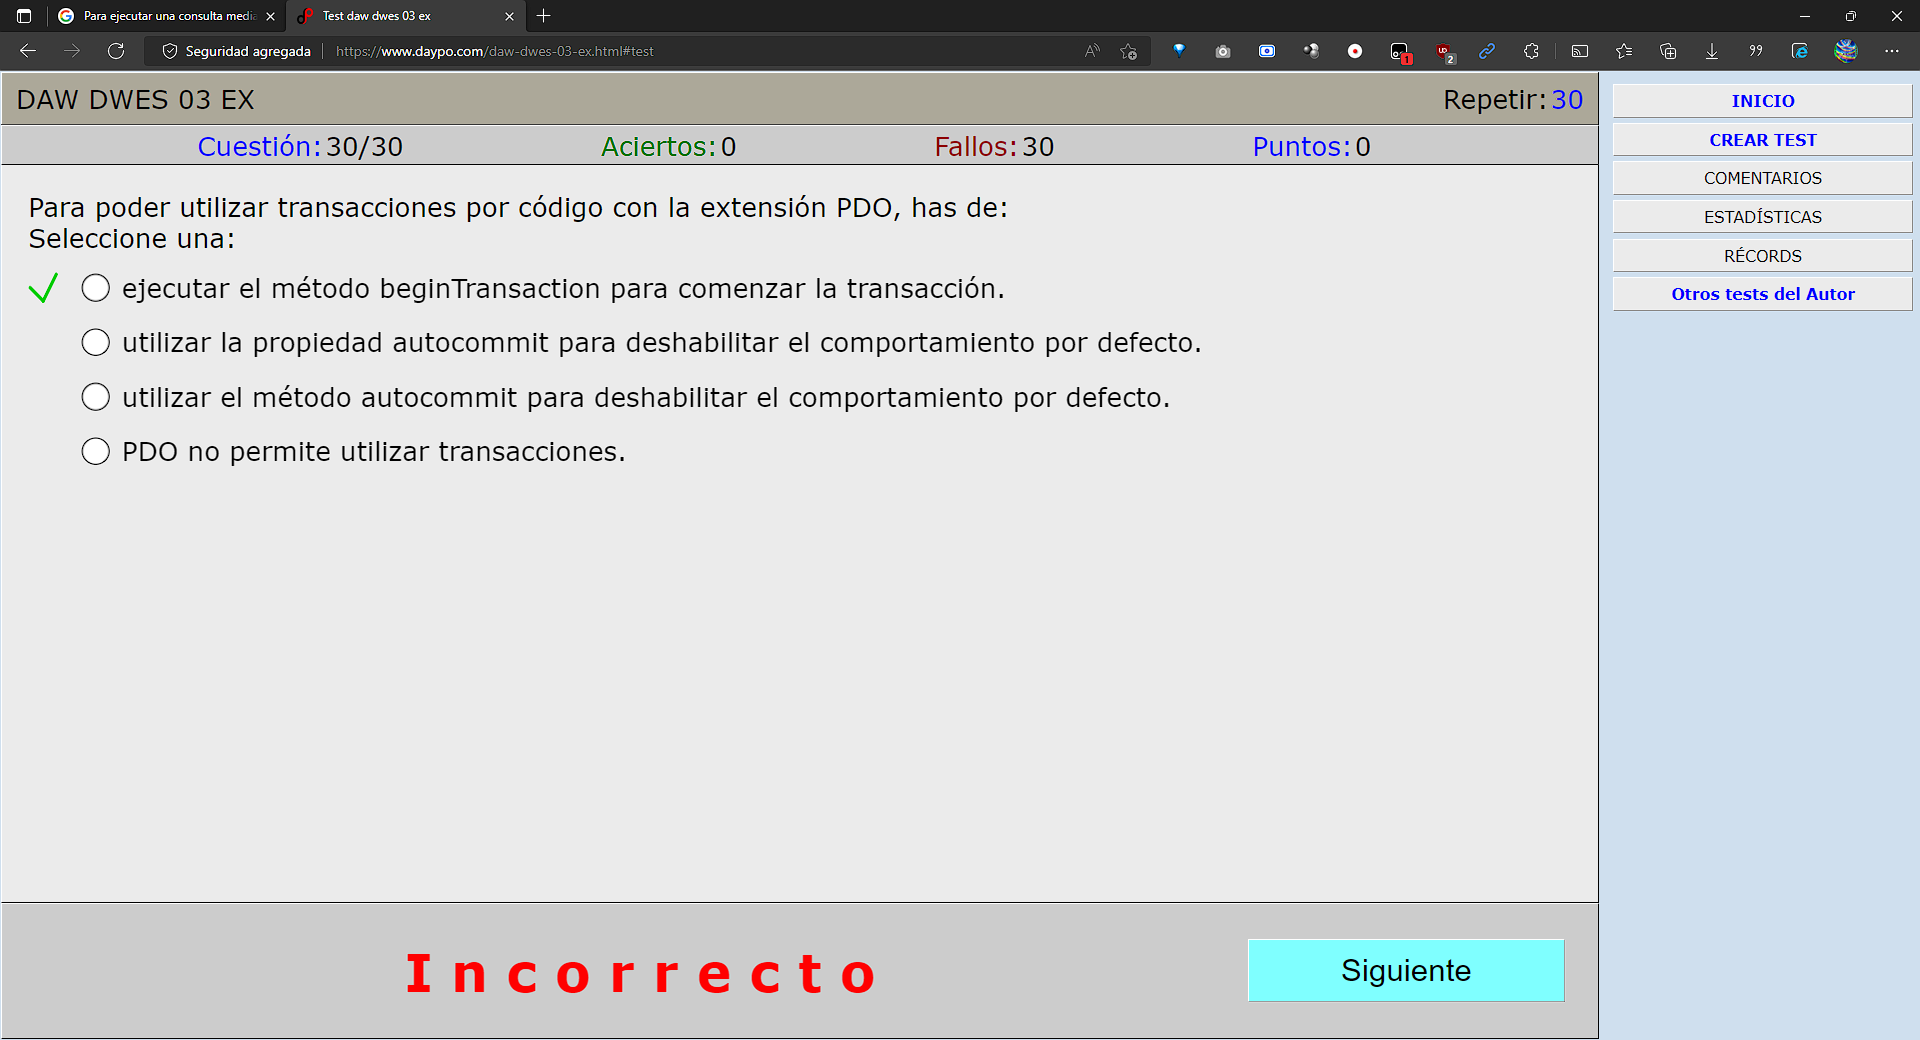 Para ejecutar una consulta media
Test daw dwes 03 ex
Seguridad agregada
https://www.daypo.com/daw-dwes-03-ex.html#test
1
2
DAW DWES 03 EX
Repetir: 30
Cuestión: 30/30
Aciertos: 0
Fallos: 30
Puntos: 0
INICIO
CREAR TEST
COMENTARIOS
ESTADÍSTICAS
RÉCORDS
Otros tests del Autor
Para poder utilizar transacciones por código con la extensión PDO, has de:
Seleccione una:
ejecutar el método beginTransaction para comenzar la transacción.
utilizar la propiedad autocommit para deshabilitar el comportamiento por defecto.
utilizar el método autocommit para deshabilitar el comportamiento por defecto.
PDO no permite utilizar transacciones.
Incorrecto
Siguiente